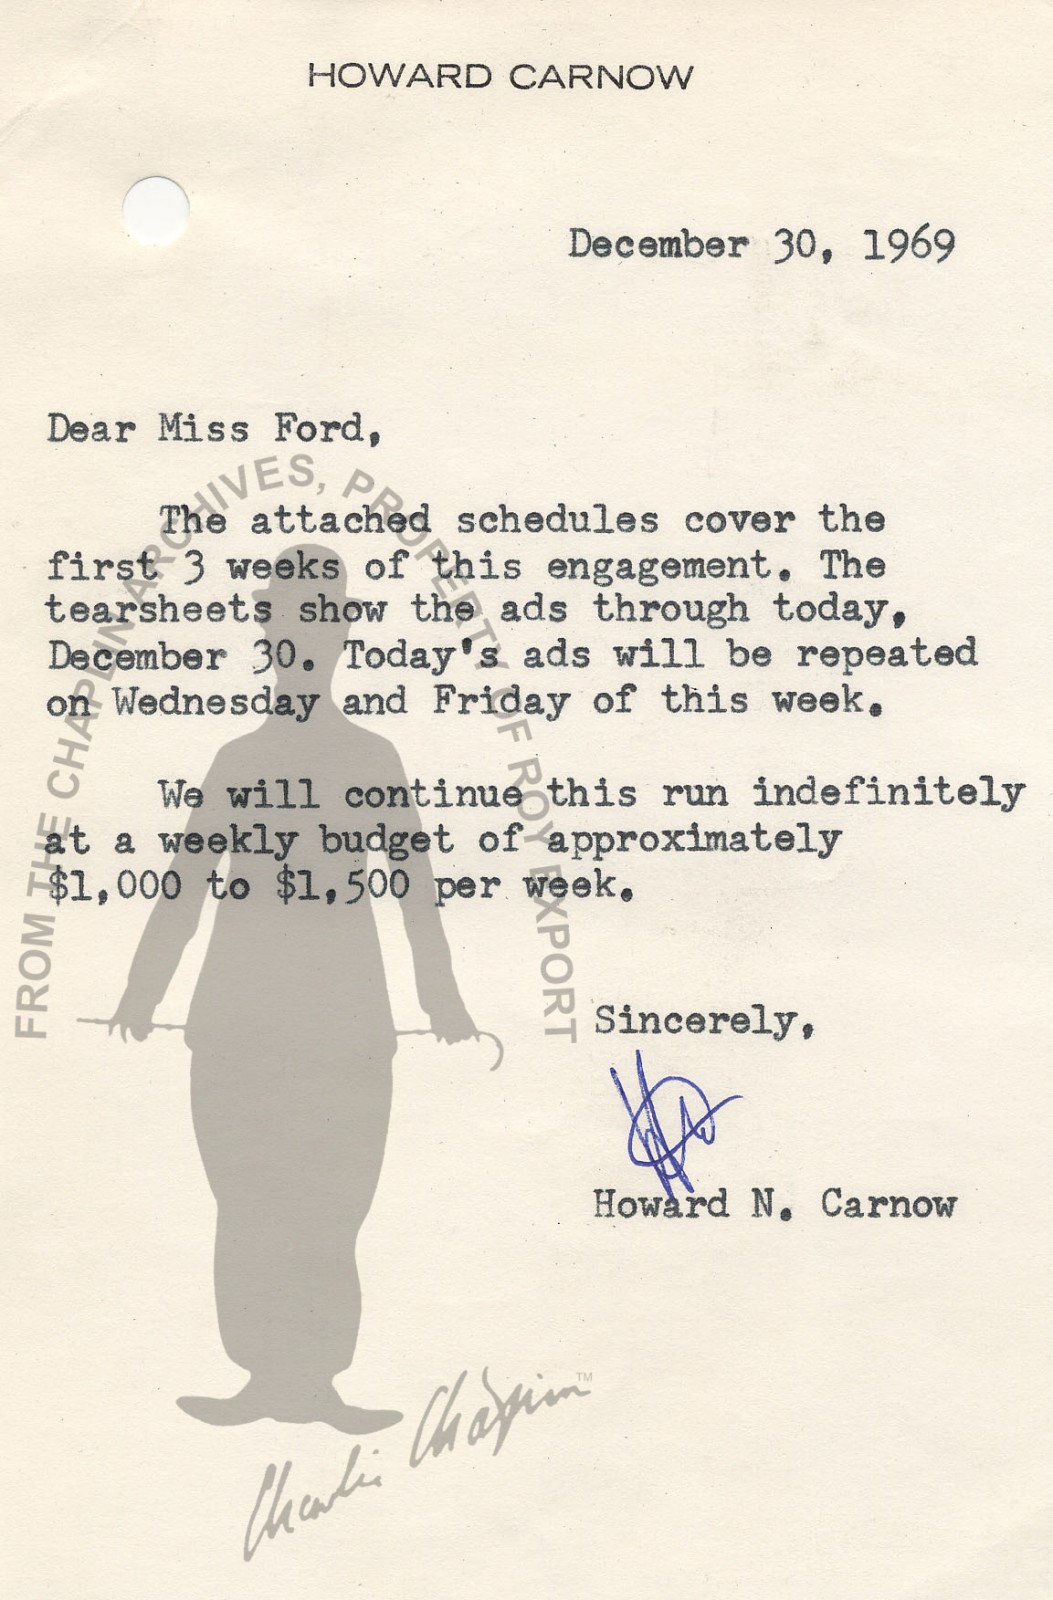 HOWARD CARNOW
December 30, 1969
Dear Miss Ford,
The attached schedules cover the
first 3 weeks of this engagement. The
tearsheets show the ads through today,
December 30. Today's ads will be repeated
on Wednesday and Friday of this week.
We will continue this run indefinitely
at a weekly budget of approximately
$1,000 to $1,500 per week.
Sincerely,
Howard N. Carnow
FROM THE CHAPLIN ARCHIVES, PROPERTY OF ROY EXPORT
Charlie Chaplin™